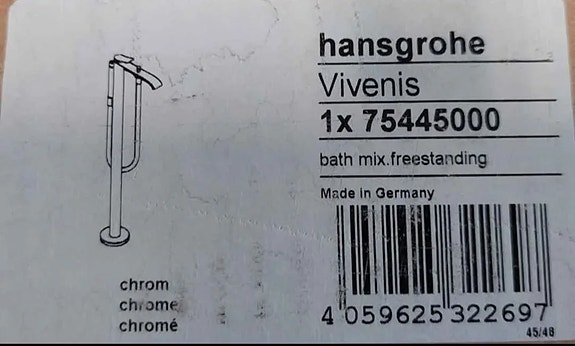 hansgrohe
Vivenis
1x 75445000
bath mix.freestanding
Made in Germany
chrom
chrome
chromé
4 059625 322697
45/48